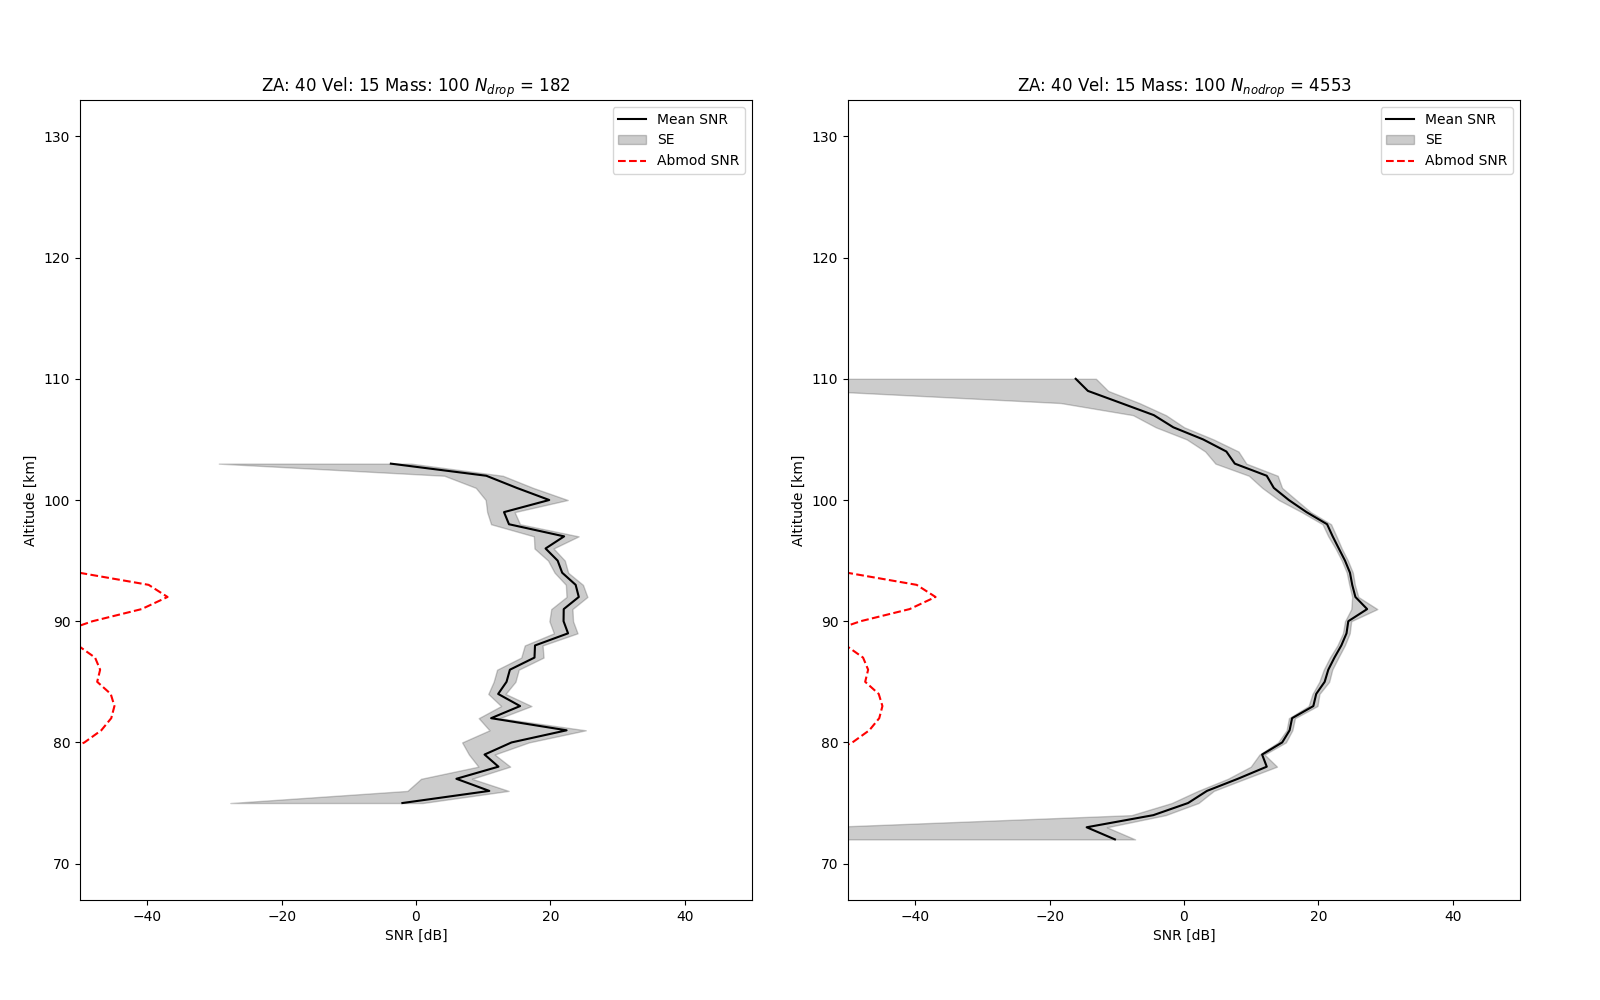 ZA: 40 Vel: 15 Mass: 100 N_drop = 182
Mean SNR
SE
Abmod SNR
130
120
110
100
90
80
70
Altitude [km]
−40 −20 0 20 40
SNR [dB]
ZA: 40 Vel: 15 Mass: 100 N_nodrop = 4553
Mean SNR
SE
Abmod SNR
130
120
110
100
90
80
70
Altitude [km]
−40 −20 0 20 40
SNR [dB]